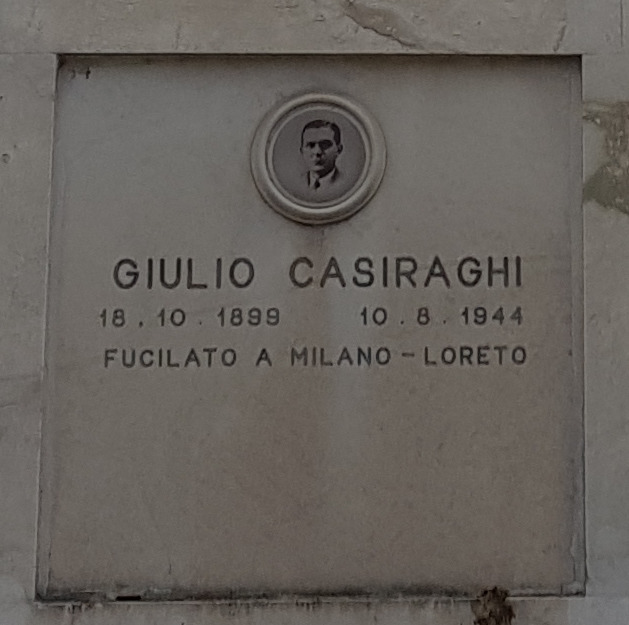 GIULIO CASIRAGHI
18.10.1899 10.8.1944
FUCILATO A MILANO-LORETO